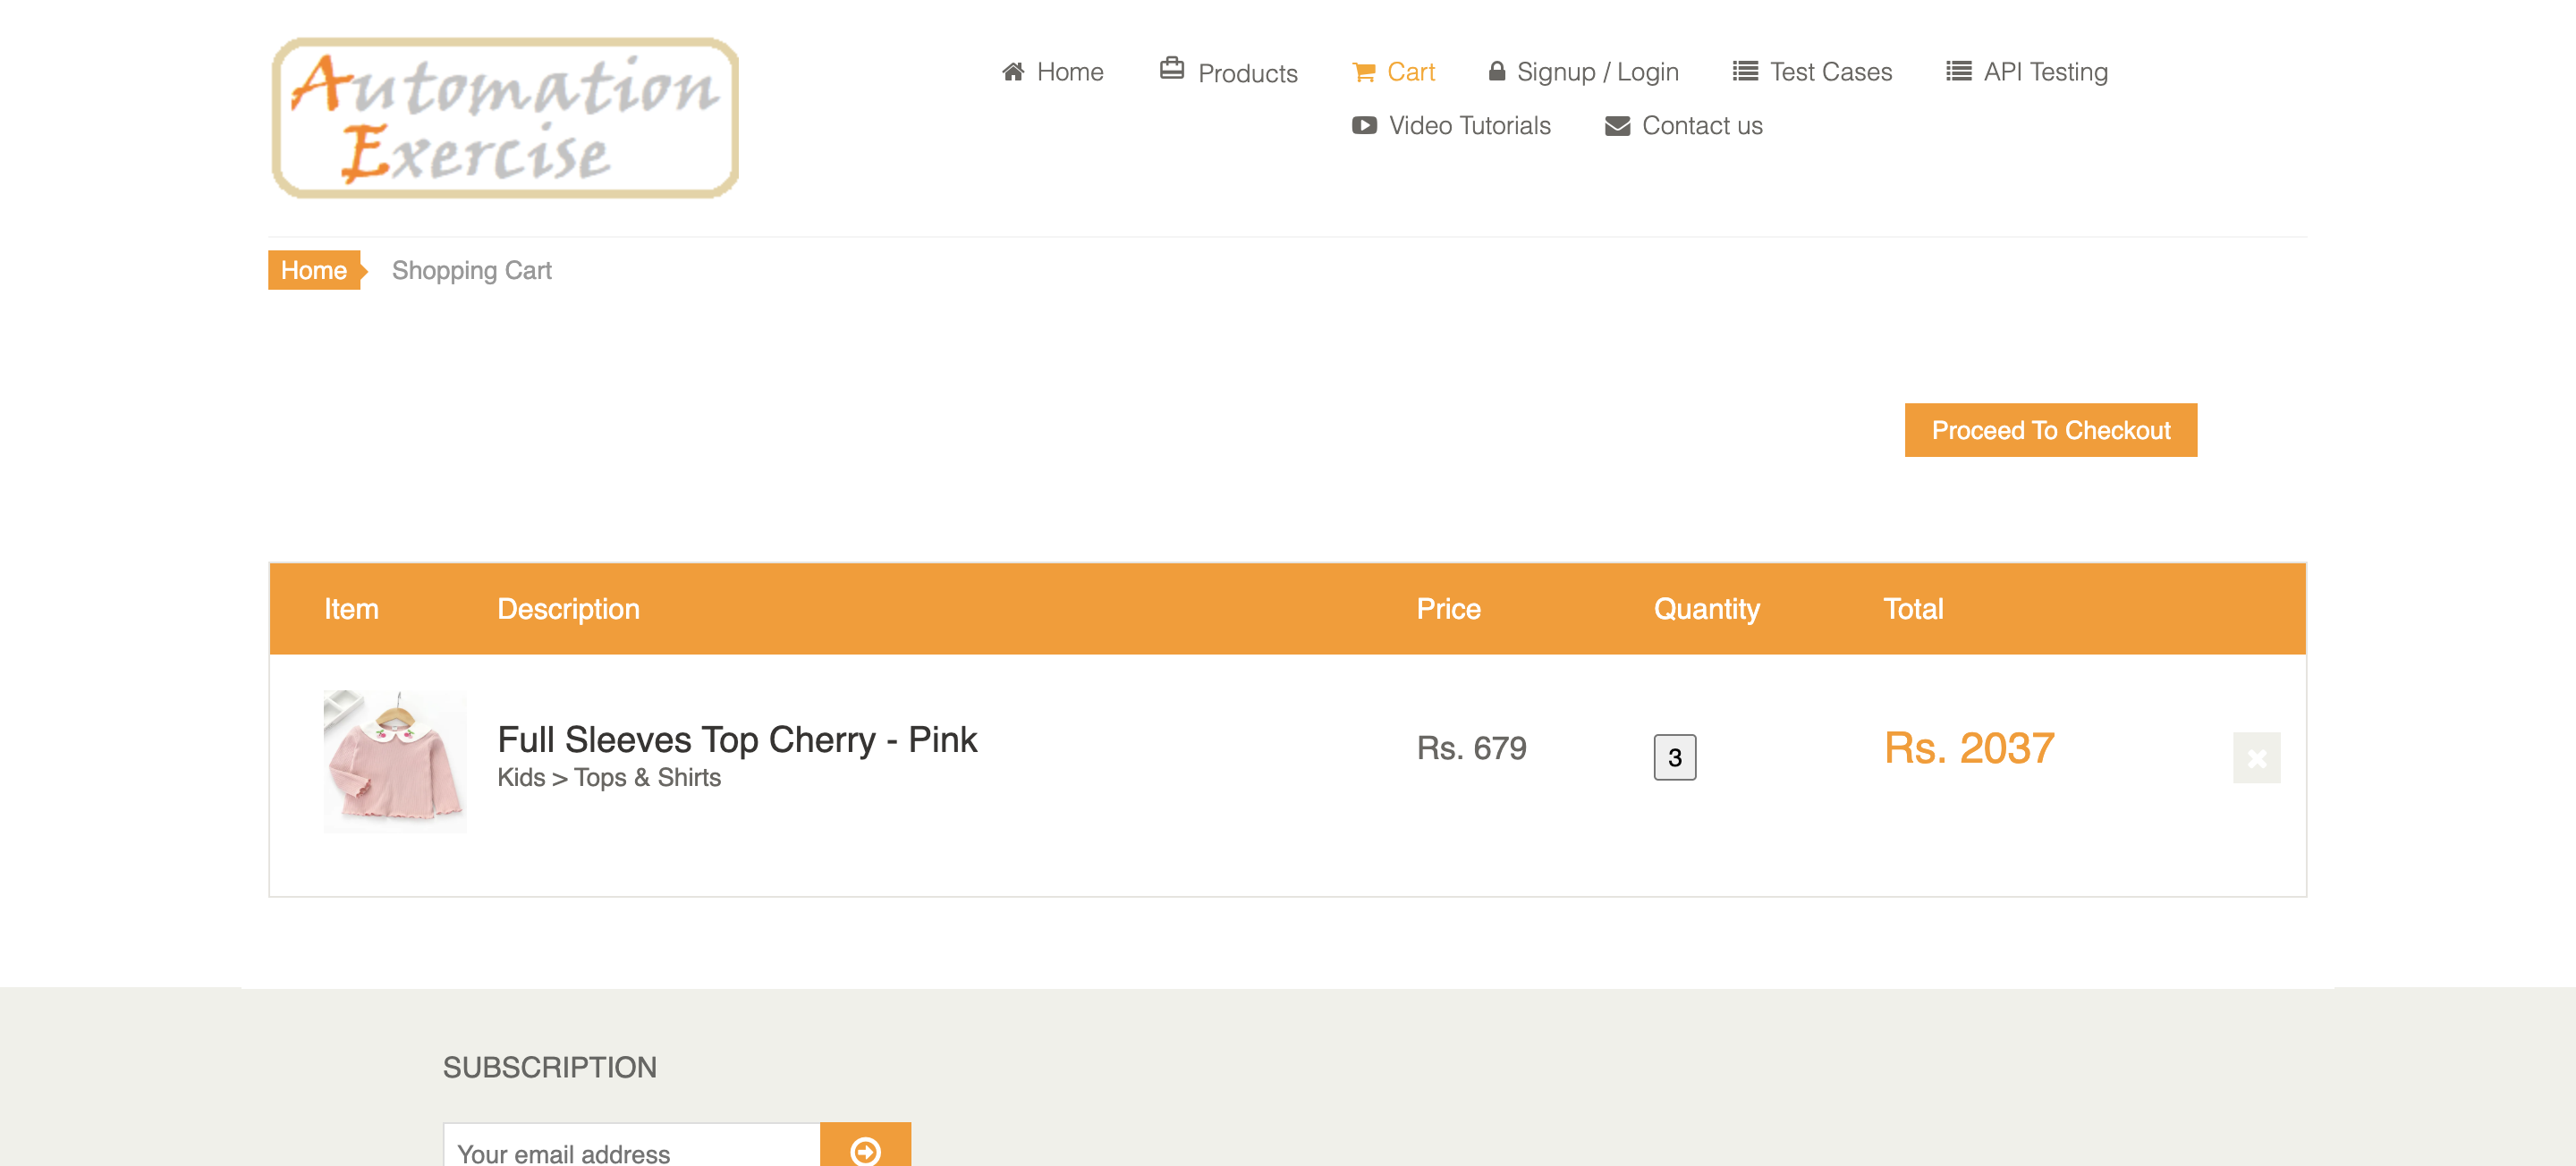 Automation
Exercise
Home Products Cart Signup / Login Test Cases API Testing
Video Tutorials Contact us
Home Shopping Cart
Proceed To Checkout
Item Description Price Quantity Total
Full Sleeves Top Cherry - Pink Rs. 679 3 Rs. 2037
Kids > Tops & Shirts
SUBSCRIPTION
Your email address